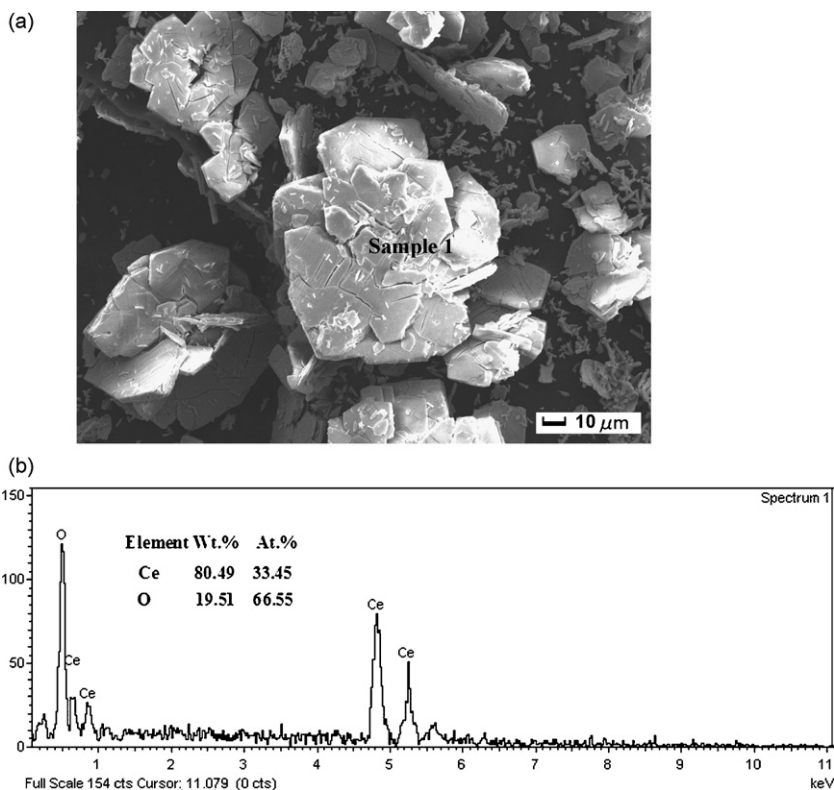 (a)
Sample 1
10 μm
(b)
150
Spectrum 1
O
Element Wt.% At.%
Ce 80.49 33.45
O 19.51 66.55
100
Ce
Ce
50
Ce
Ce
0
1 2 3 4 5 6 7 8 9 10 11
Full Scale 154 cts Cursor: 11.079 (0 cts) keV